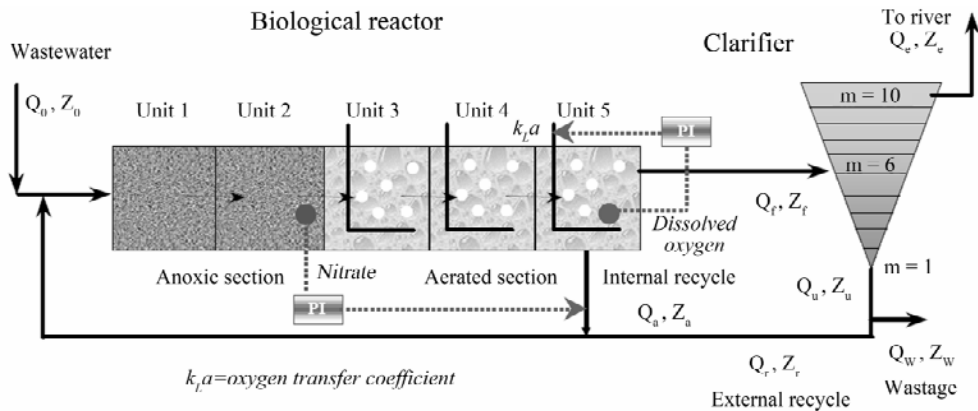 Biological reactor
To river
Qe, Ze
Clarifier
Wastewater
Qo, Zo
Unit 1
Unit 2
Unit 3
Unit 4
Unit 5
kLa
PI
m = 10
m – 6
Qf, Zf
Dissolved
oxygen
m = 1
Anoxic section
Nitrate
Aerated section
Internal recycle
Qu, Zu
PI
Qa, Za
QW, ZW
Wastage
Qr, Zr
External recycle
kLa=oxygen transfer coefficient